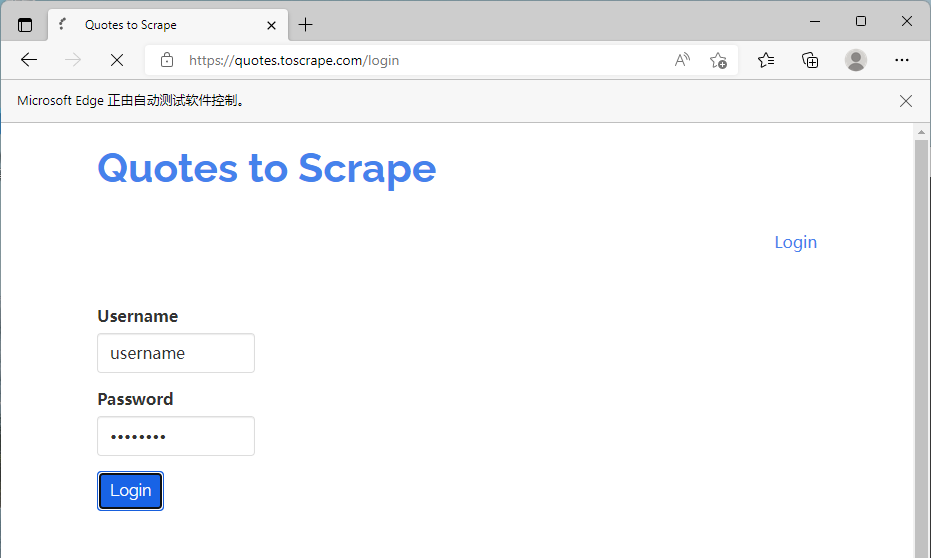 Quotes to Scrape
https://quotes.toscrape.com/login
Microsoft Edge 正由自动测试软件控制。
Quotes to Scrape
Login
Username
username
Password
••••••••
Login